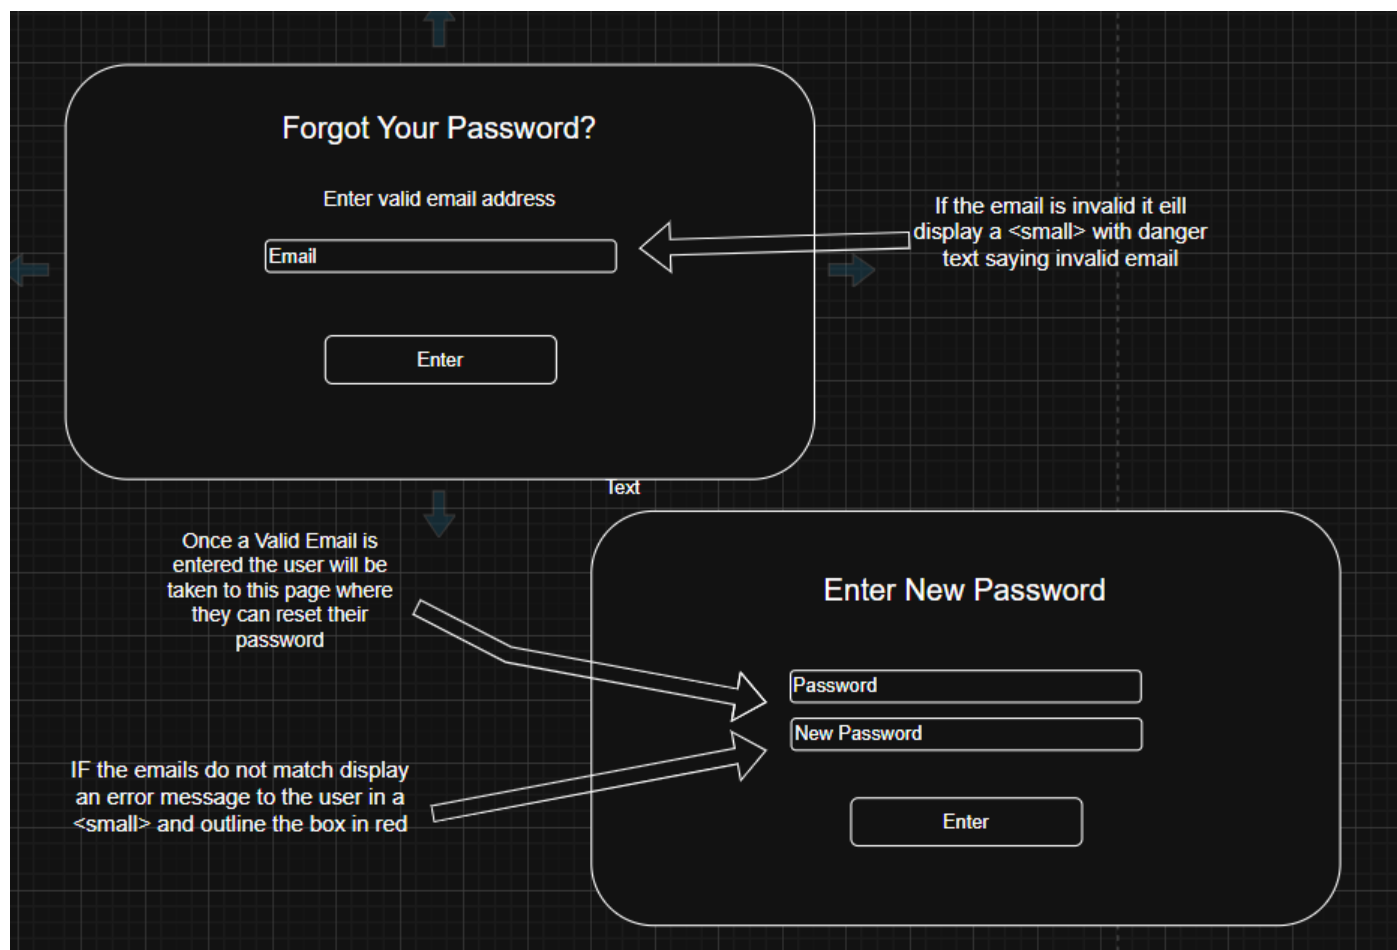 Forgot Your Password?
Enter valid email address
Email
Enter
If the email is invalid it eill
display a <small> with danger
text saying invalid email
Text
Once a Valid Email is
entered the user will be
taken to this page where
they can reset their
password
Enter New Password
Password
New Password
Enter
IF the emails do not match display
an error message to the user in a
<small> and outline the box in red